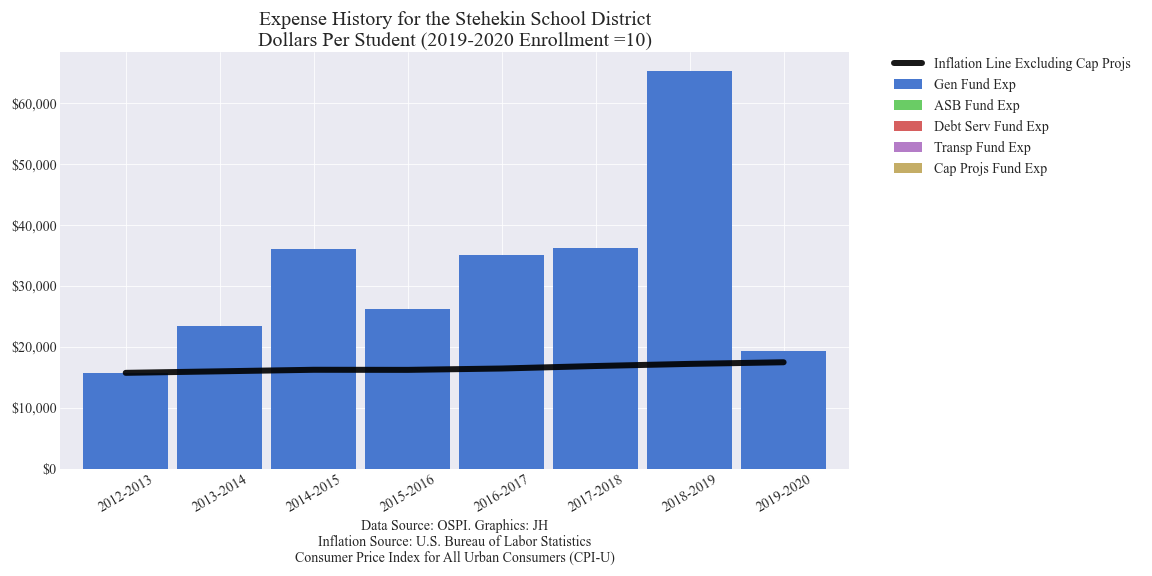 Expense History for the Stehekin School District
Dollars Per Student (2019-2020 Enrollment =10)
Inflation Line Excluding Cap Projs
Gen Fund Exp
ASB Fund Exp
Debt Serv Fund Exp
Transp Fund Exp
Cap Projs Fund Exp
$60,000
$50,000
$40,000
$30,000
$20,000
$10,000
$0
2012-2013
2013-2014
2014-2015
2015-2016
2016-2017
2017-2018
2018-2019
2019-2020
Data Source: OSPI. Graphics: JH
Inflation Source: U.S. Bureau of Labor Statistics
Consumer Price Index for All Urban Consumers (CPI-U)